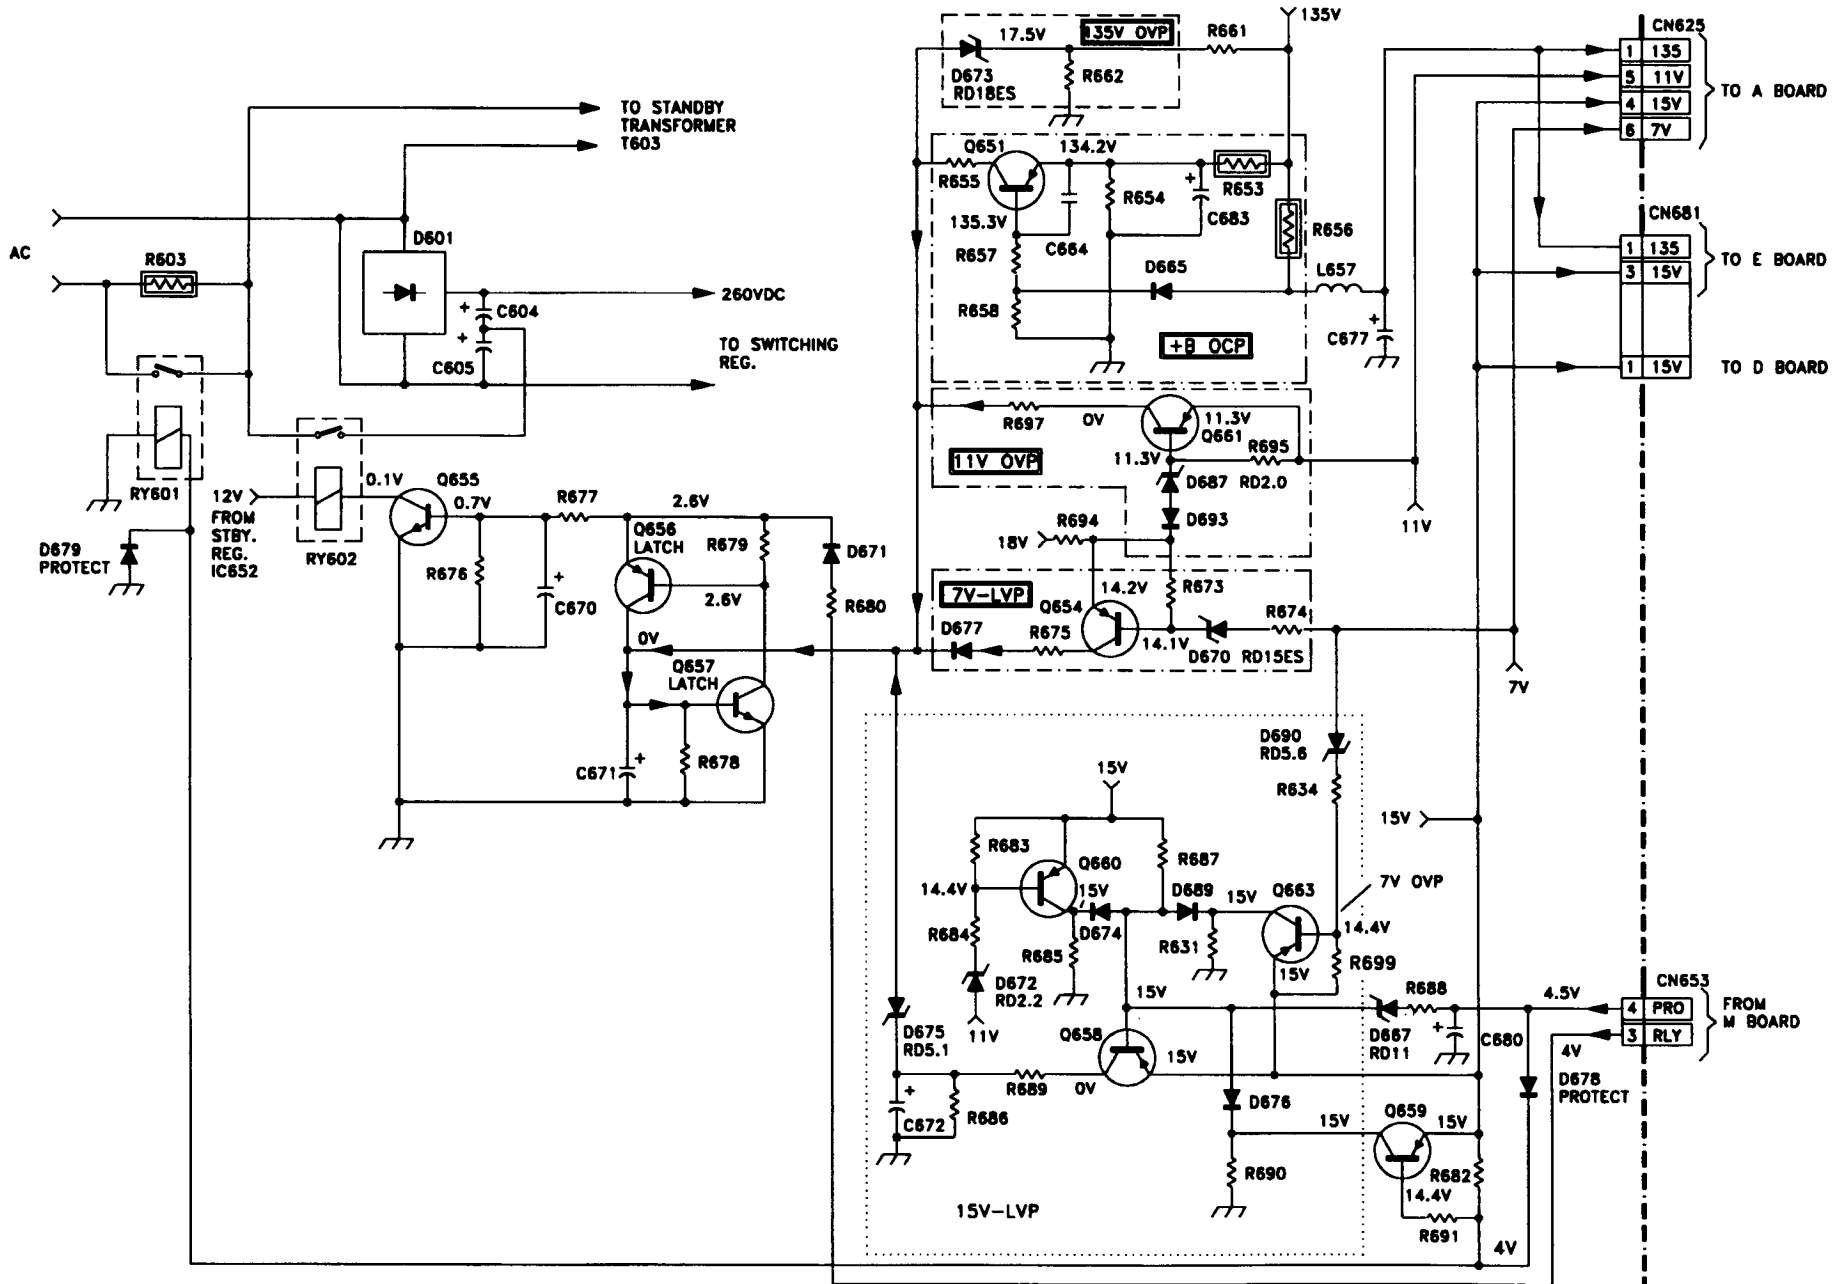 135V
CN625
17.5V
135V OVP
R661
1 135
D673
RD18ES
R662
5 11V
TO A BOARD
4 15V
6 7V
TO STANDBY
TRANSFORMER
T603
Q651
134.2V
R655
R654
R653
135.3V
C683
C664
R656
CN681
AC
R603
D601
R657
D665
L657
1 135
TO E BOARD
3 15V
260VDC
C604
R658
C605
TO SWITCHING
REG.
+B OCP
C677
1 15V
TO D BOARD
R697
0V
11.3V
Q661
11V OVP
11.3V
R695
D687 RD2.0
RY601
12V
FROM
STBY.
REG.
IC652
0.1V
Q655
0.7V
R677
2.6V
D693
11V
R694
18V
Q656
LATCH
R679
D671
D679
PROTECT
RY602
R676
C670
2.6V
R680
7V-LVP
Q654
14.2V
R673
R674
D677
R675
14.1V
D670 RD15ES
0V
Q657
LATCH
7V
C671
R678
D690
RD5.6
R634
15V
15V
R683
Q660
R687
7V OVP
14.4V
15V
D689
15V
Q663
D674
14.4V
R684
R685
R631
R699
15V
D672
RD2.2
15V
R688
4.5V
CN653
4 PRO
FROM
M BOARD
3 RLY
D675
RD5.1
11V
Q658
15V
D667
RD11
C680
4V
R689
0V
D678
PROTECT
C672
R686
D676
15V
Q659
15V
R690
R682
14.4V
15V-LVP
R691
4V